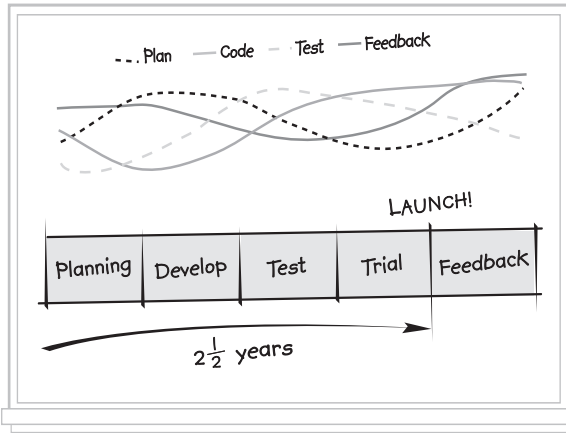 Plan Code Test Feedback
LAUNCH!
Planning Develop Test Trial Feedback
2 1/2 years